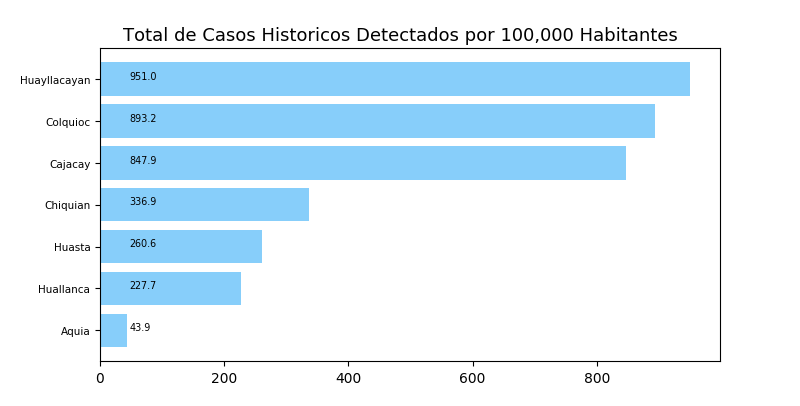 Total de Casos Historicos Detectados por 100,000 Habitantes
Huayllacayan 951.0
Colquioc 893.2
Cajacay 847.9
Chiquian 336.9
Huasta 260.6
Huallanca 227.7
Aquia 43.9
0 200 400 600 800